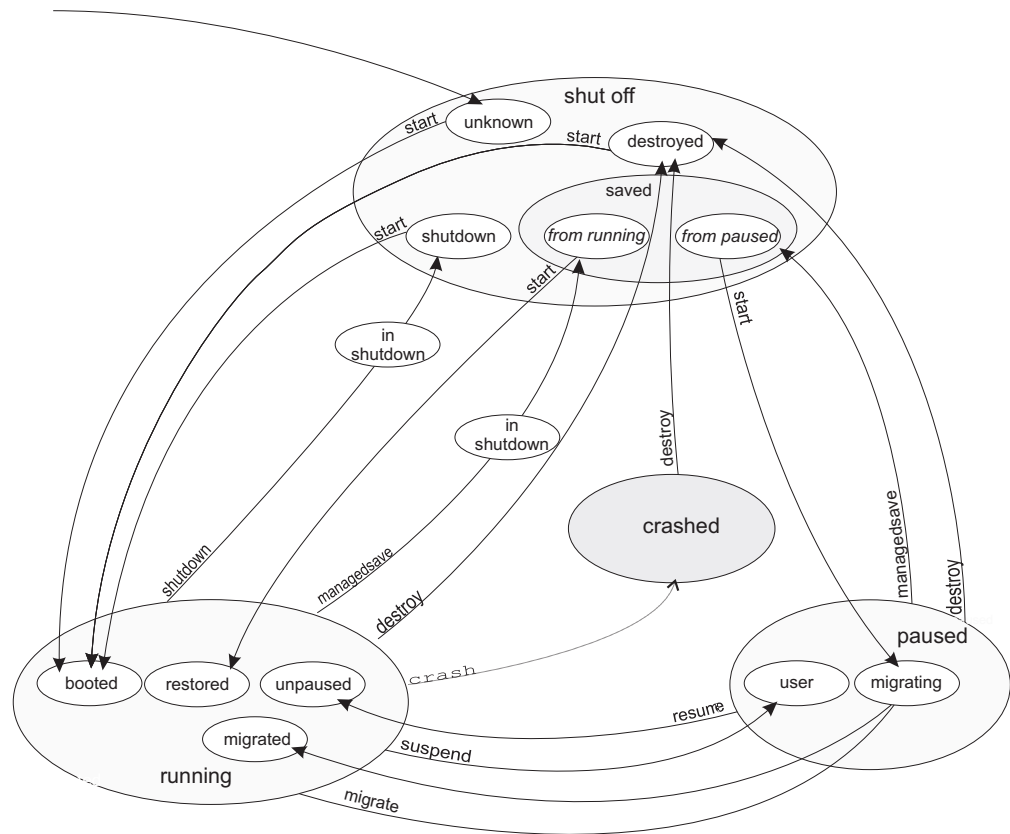 shut off
start
unknown
start
destroyed
saved
start
shutdown
from running
from paused
start
start
in
shutdown
in
shutdown
destroy
crashed
shutdown
managedsave
destroy
managedsave
destroy
paused
crash
booted
restored
unpaused
user
migrating
resume
migrated
suspend
running
migrate